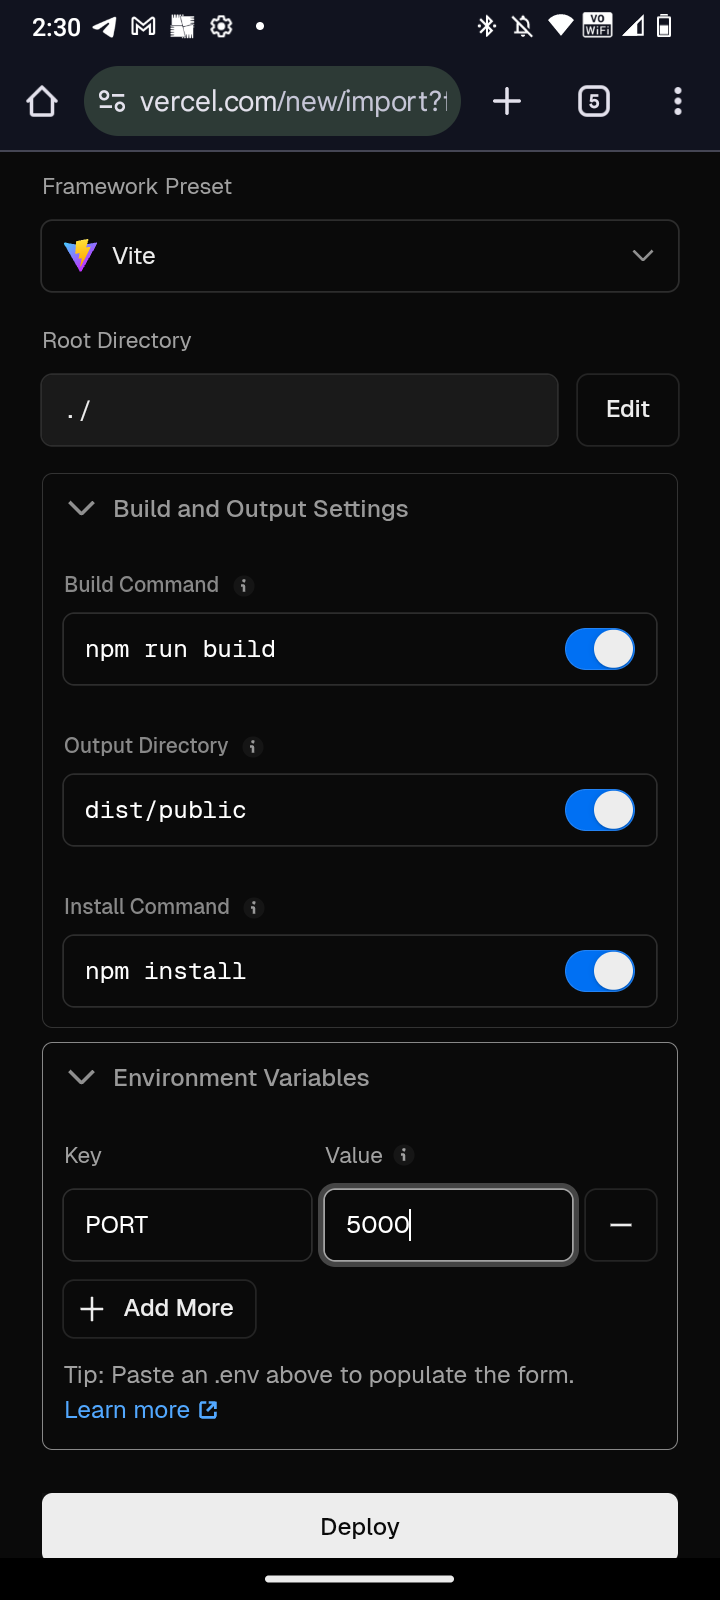 2:30
VO
WiFi
vercel.com/new/import?
5
Framework Preset
Vite
Root Directory
./
Edit
Build and Output Settings
Build Command
npm run build
Output Directory
dist/public
Install Command
npm install
Environment Variables
Key
Value
PORT
5000
Add More
Tip: Paste an .env above to populate the form.
Learn more
Deploy